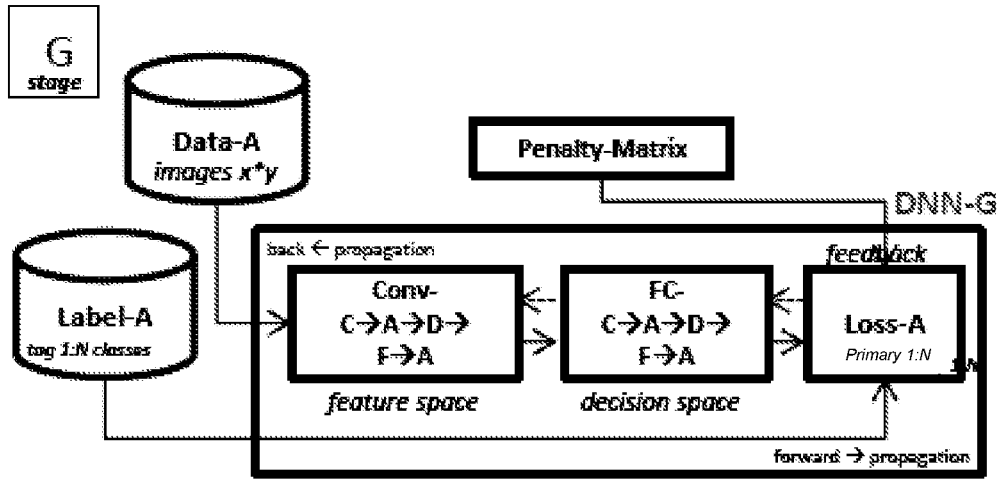 G
stage
Data-A
images x*y
Penalty-Matrix
DNN-G
back ← propagation
feedback
Label-A
tag 1:N classes
Conv-
C→A→D→
F→A
FC-
C→A→D→
F→A
Loss-A
Primary 1:N
feature space
decision space
forward → propagation